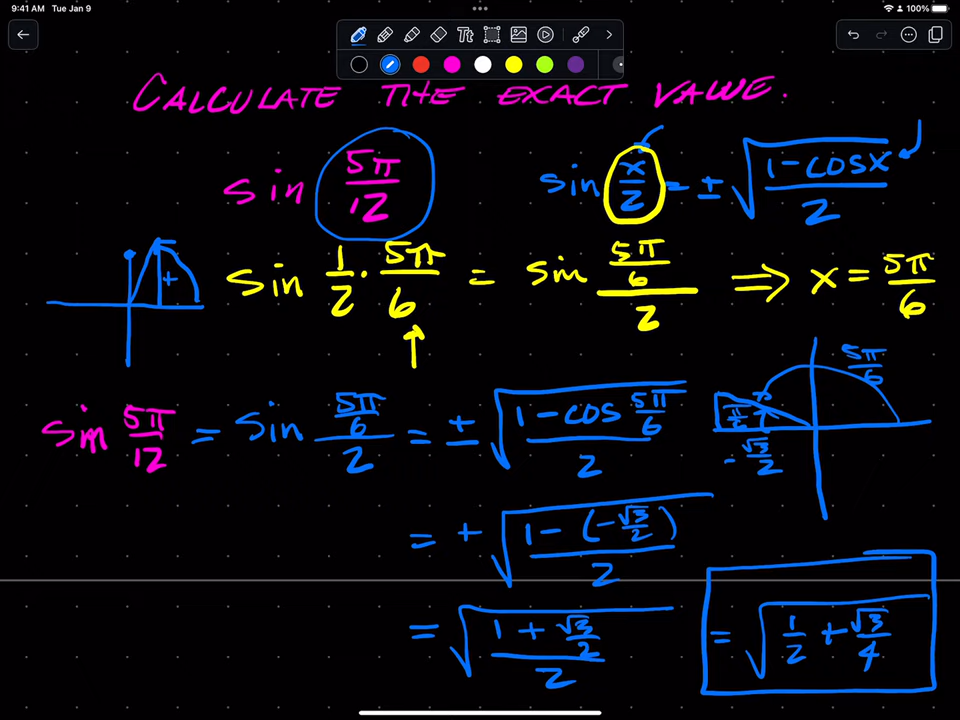 9:41 AM Tue Jan 9
100%
Tt
CALCULATE THE EXACT VALUE.
sin 5π/12
sin x/2 = ± √((1-cosx)/2)
sin 1/2 · 5π/6 = sin (5π/6)/2 ⟹ x = 5π/6
+
5π/6
sin 5π/12 = sin (5π/6)/2 = ± √((1-cos 5π/6)/2)
-√3/2
= + √((1-(-√3/2))/2)
= √((1+√3/2)/2)
= √(1/2+√3/4)